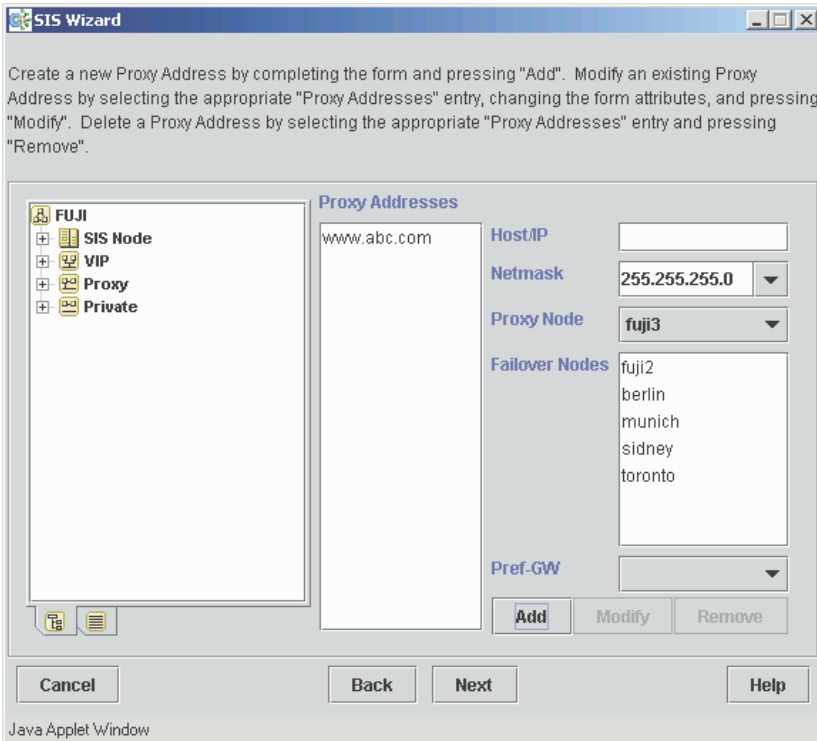 SIS Wizard
Create a new Proxy Address by completing the form and pressing "Add". Modify an existing Proxy
Address by selecting the appropriate "Proxy Addresses" entry, changing the form attributes, and pressing
"Modify". Delete a Proxy Address by selecting the appropriate "Proxy Addresses" entry and pressing
"Remove".
FUJI
SIS Node
VIP
Proxy
Private
Proxy Addresses
www.abc.com
Host/IP
Netmask
255.255.255.0
Proxy Node
fuji3
Failover Nodes
fuji2
berlin
munich
sidney
toronto
Pref-GW
Add
Modify
Remove
Cancel
Back
Next
Help
Java Applet Window